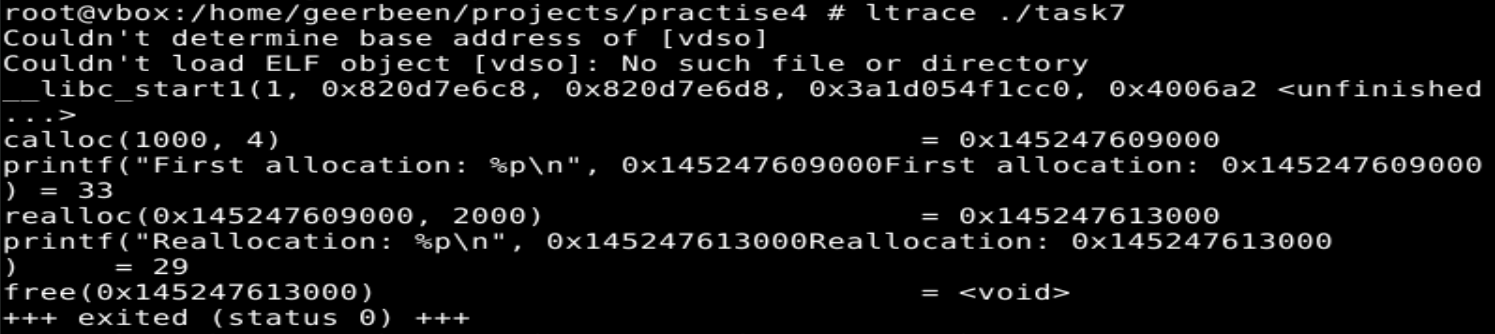 root@vbox:/home/geerbeen/projects/practise4 # ltrace ./task7
Couldn't determine base address of [vdso]
Couldn't load ELF object [vdso]: No such file or directory
__libc_start1(1, 0x820d7e6c8, 0x820d7e6d8, 0x3a1d054f1cc0, 0x4006a2 <unfinished
...>
calloc(1000, 4) = 0x145247609000
printf("First allocation: %p\n", 0x145247609000First allocation: 0x145247609000
) = 33
realloc(0x145247609000, 2000) = 0x145247613000
printf("Reallocation: %p\n", 0x145247613000Reallocation: 0x145247613000
) = 29
free(0x145247613000) = <void>
+++ exited (status 0) +++